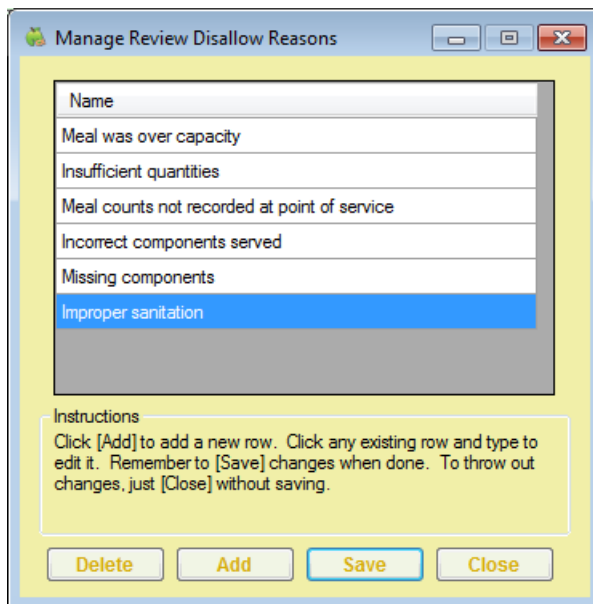 Manage Review Disallow Reasons
Name
Meal was over capacity
Insufficient quantities
Meal counts not recorded at point of service
Incorrect components served
Missing components
Improper sanitation
Instructions
Click [Add] to add a new row.  Click any existing row and type to
edit it.  Remember to [Save] changes when done.  To throw out
changes, just [Close] without saving.
Delete Add Save Close